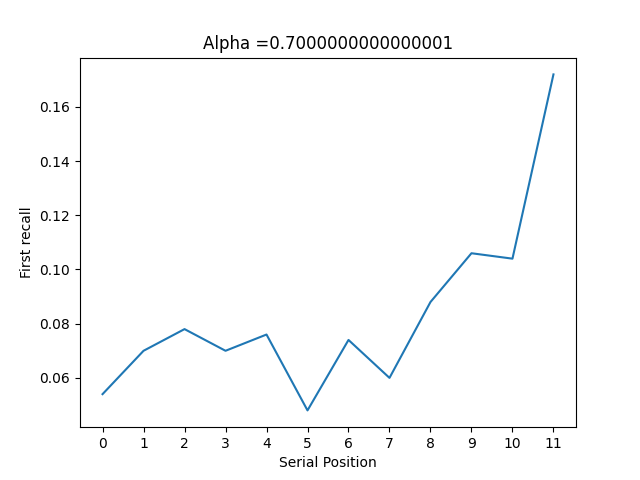 Alpha =0.7000000000000001
First recall
0.16
0.14
0.12
0.10
0.08
0.06
0 1 2 3 4 5 6 7 8 9 10 11
Serial Position